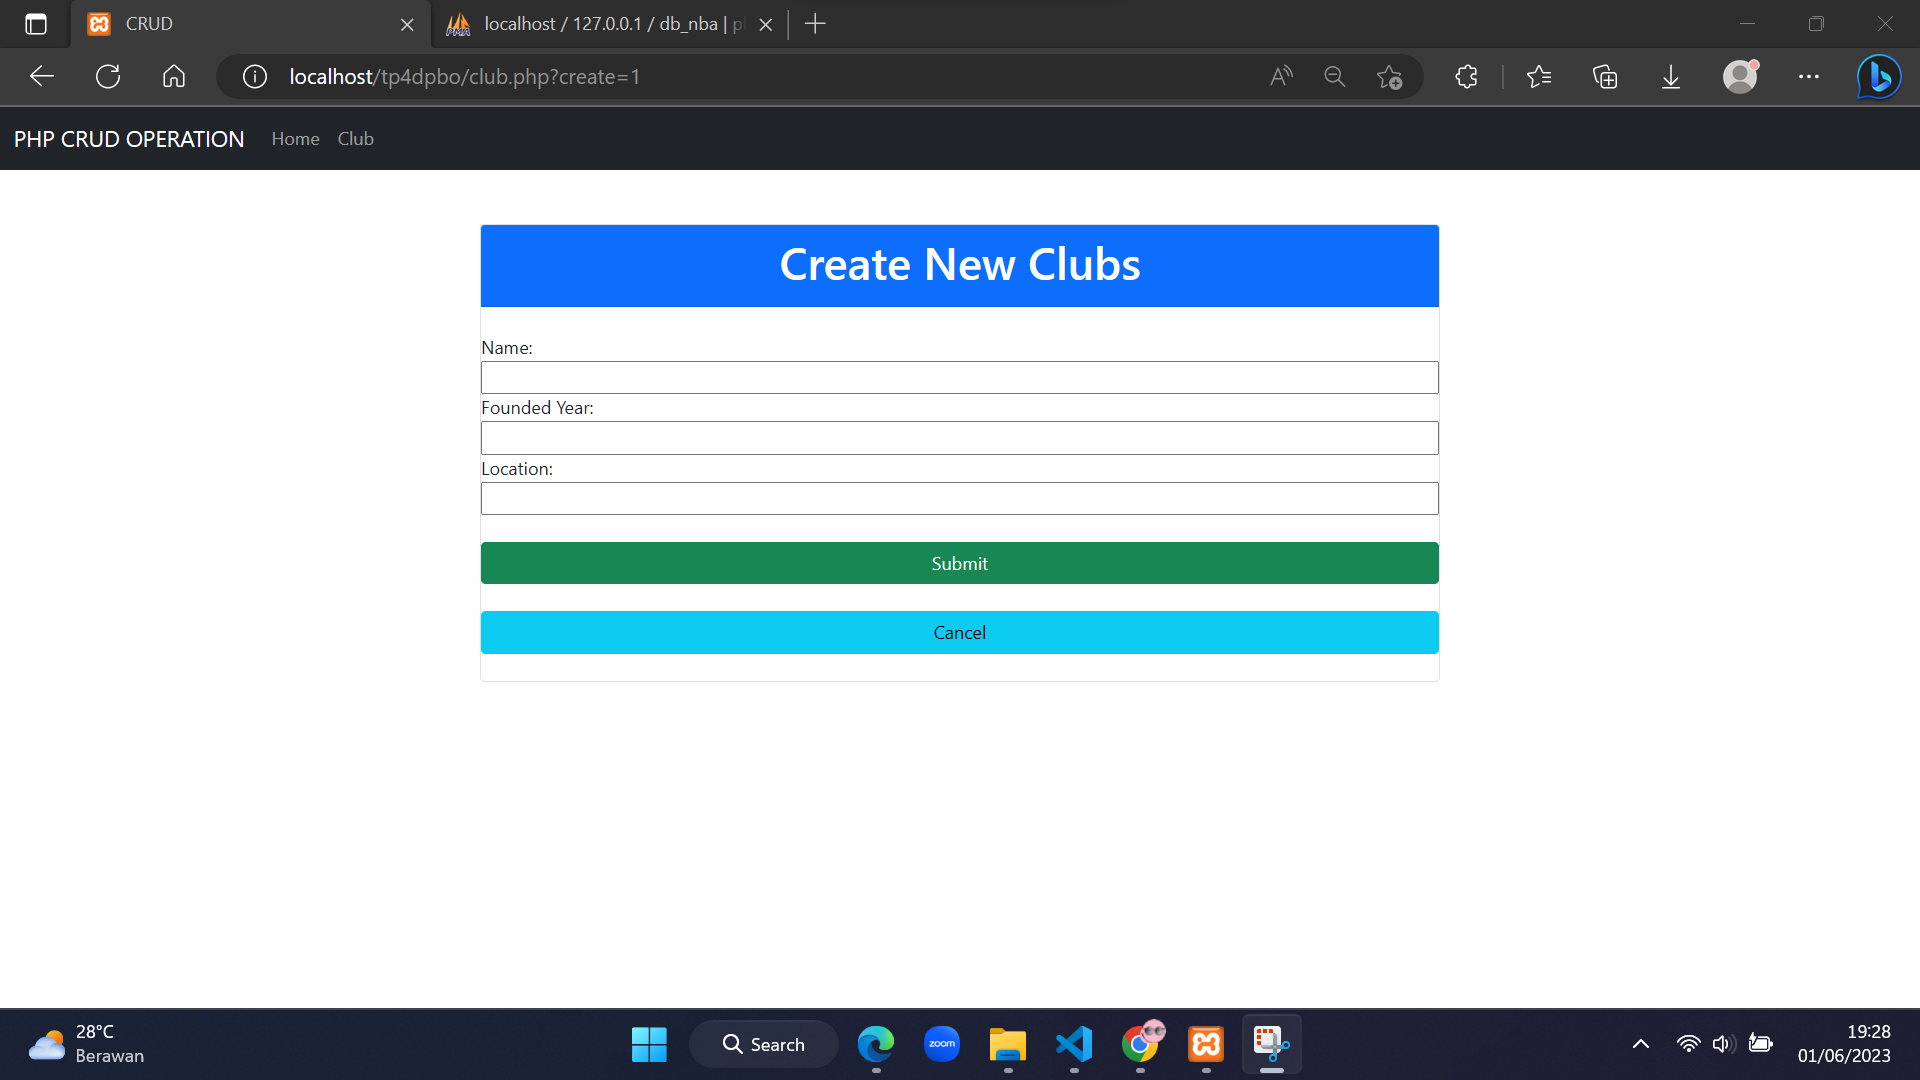 CRUD
localhost / 127.0.0.1 / db_nba | p
localhost/tp4dpbo/club.php?create=1
PHP CRUD OPERATION Home Club
Create New Clubs
Name:
Founded Year:
Location:
Submit
Cancel
28°C
Berawan
Search
zoom
19:28
01/06/2023